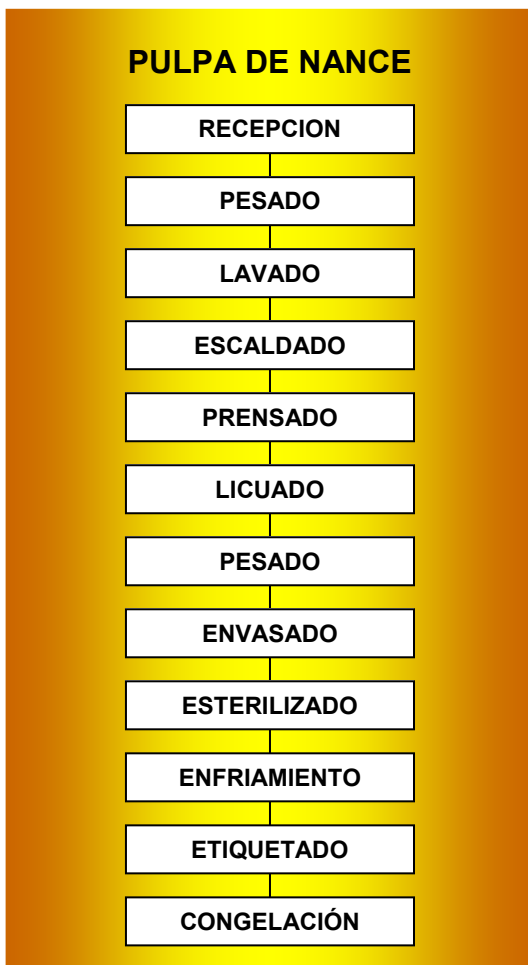 PULPA DE NANCE
RECEPCION
PESADO
LAVADO
ESCALDADO
PRENSADO
LICUADO
PESADO
ENVASADO
ESTERILIZADO
ENFRIAMIENTO
ETIQUETADO
CONGELACIÓN